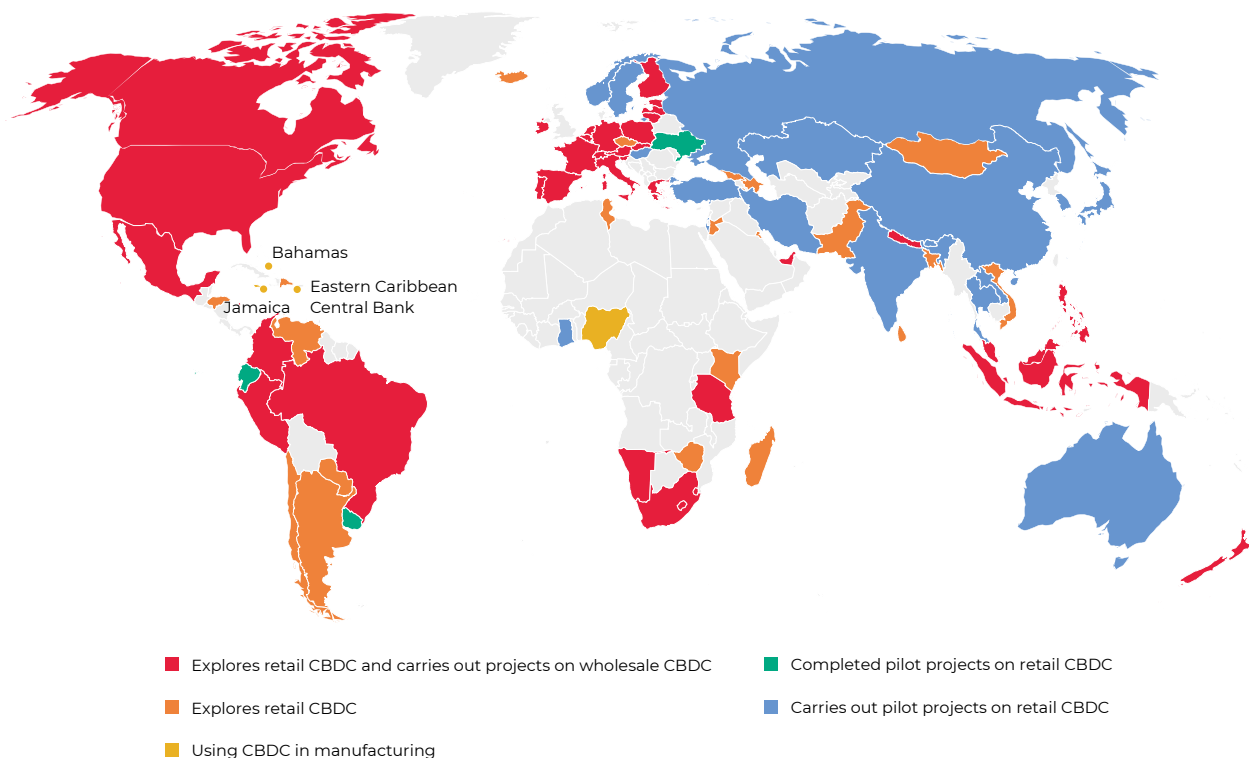 Bahamas
Eastern Caribbean
Jamaica
Central Bank
Explores retail CBDC and carries out projects on wholesale CBDC
Completed pilot projects on retail CBDC
Explores retail CBDC
Carries out pilot projects on retail CBDC
Using CBDC in manufacturing